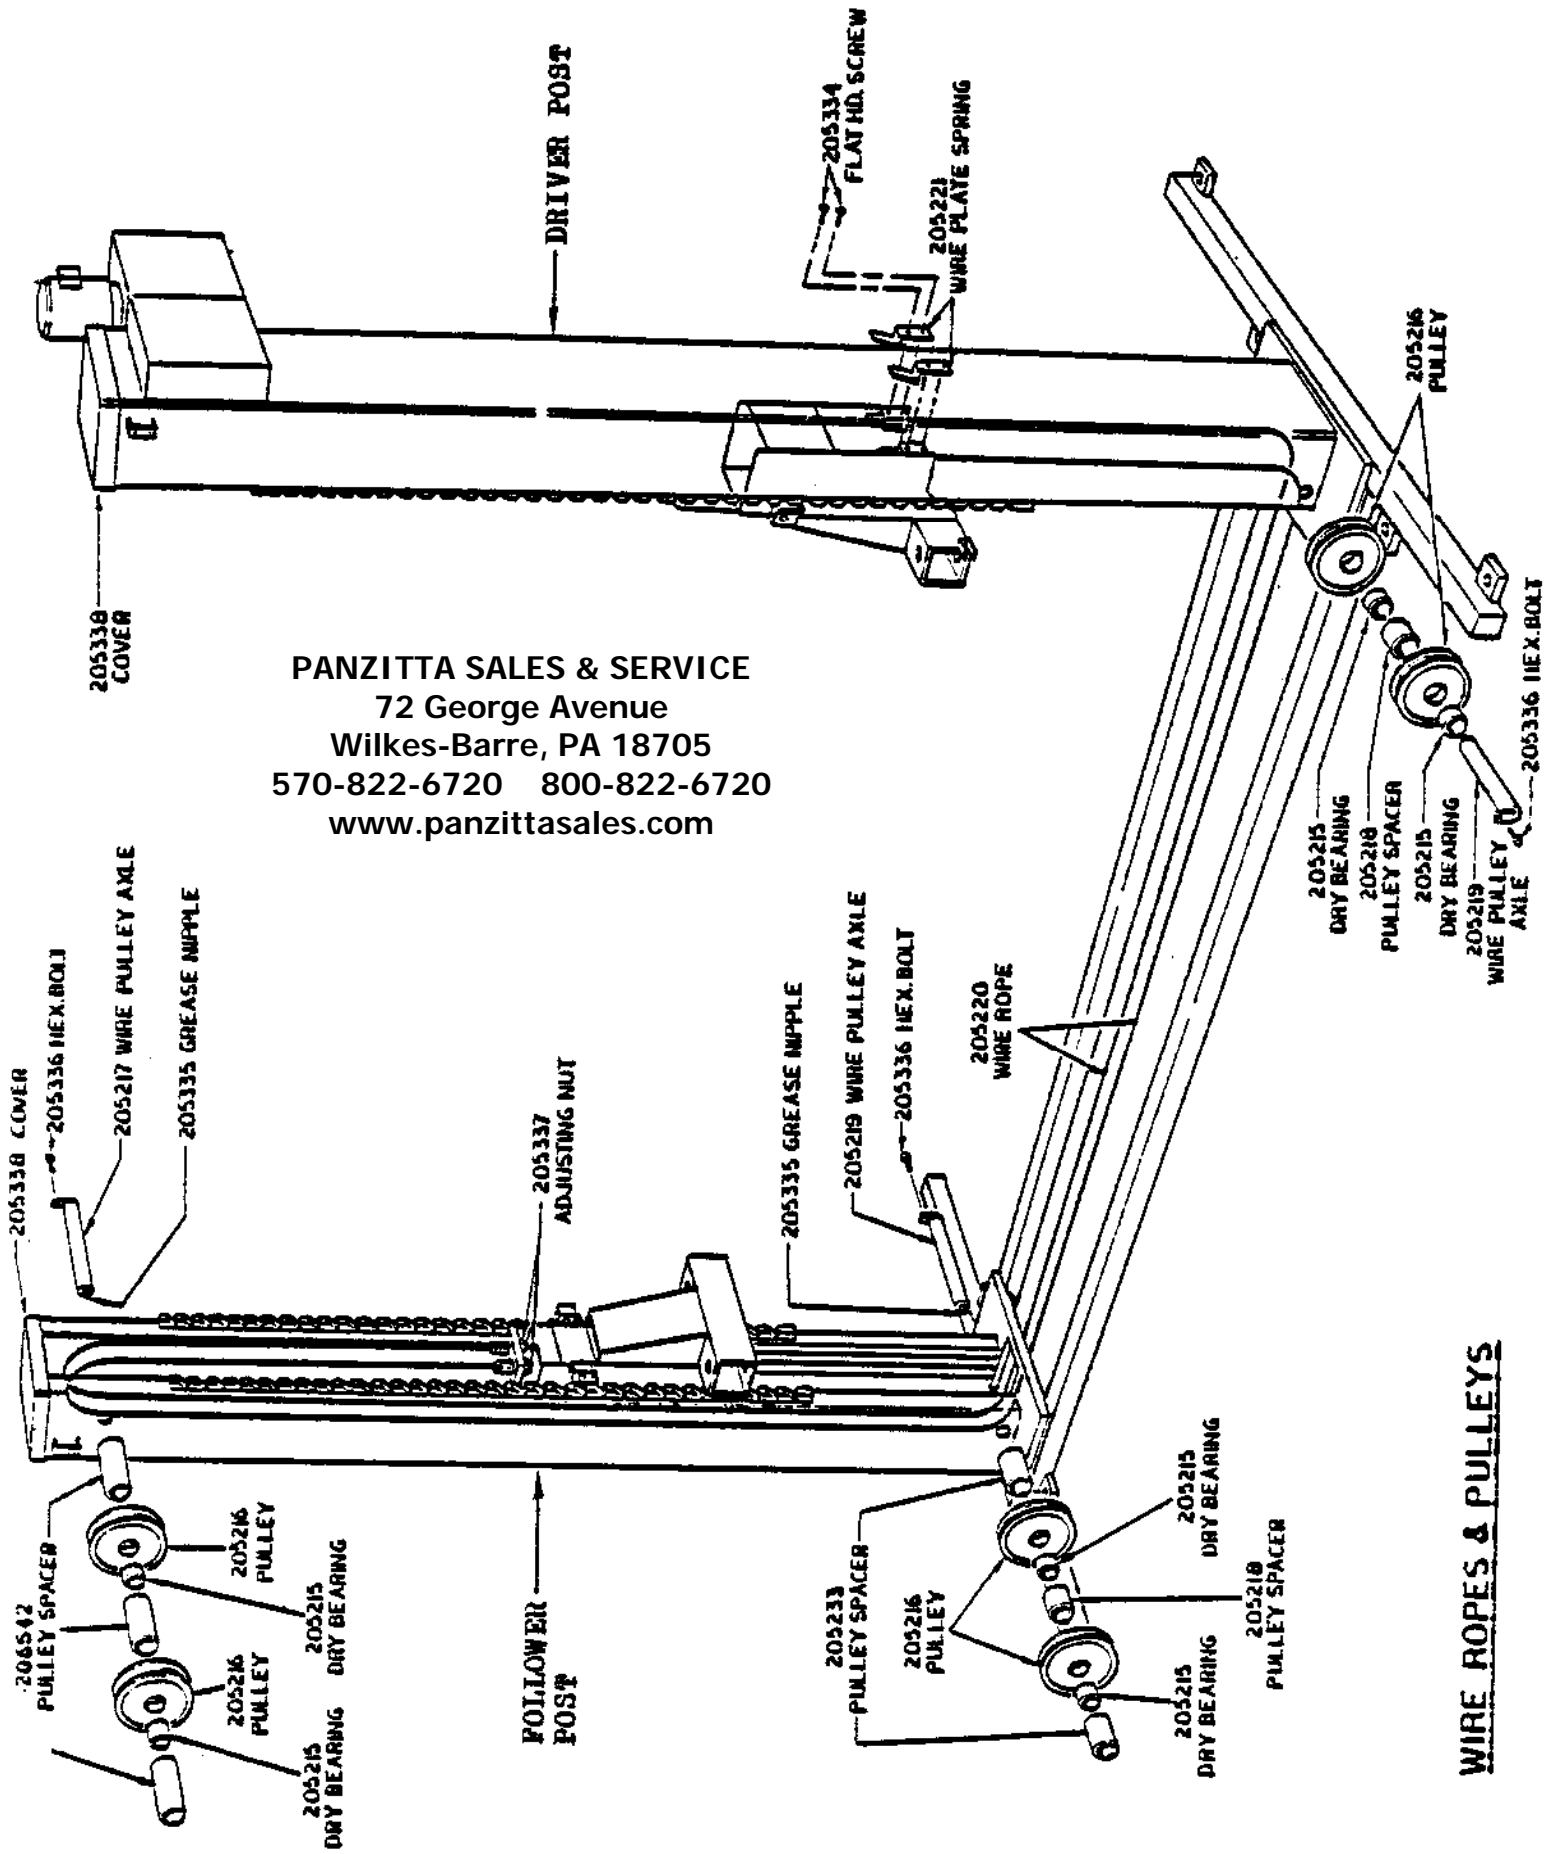 PANZITTA SALES & SERVICE
72 George Avenue
Wilkes-Barre, PA 18705
570-822-6720 800-822-6720
www.panzittasales.com
206542
PULLEY SPACER
205216
PULLEY
205216
PULLEY
205215
DRY BEARING
205215
DRY BEARING
FOLLOWER
POST
205233
PULLEY SPACER
205216
PULLEY
205215
DRY BEARING
205215
DRY BEARING
205218
PULLEY SPACER
WIRE ROPES & PULLEYS
205338 COVER
205336 HEX.BOLT
205217 WIRE PULLEY AXLE
205335 GREASE NIPPLE
205337
ADJUSTING NUT
205335 GREASE NIPPLE
205219 WIRE PULLEY AXLE
205336 HEX.BOLT
205220
WIRE ROPE
205338
COVER
DRIVER POST
205334
FLAT HD. SCREW
205221
WIRE PLATE SPRING
205216
PULLEY
205215
DRY BEARING
205218
PULLEY SPACER
205215
DRY BEARING
205219
WIRE PULLEY
AXLE
205336 HEX.BOLT